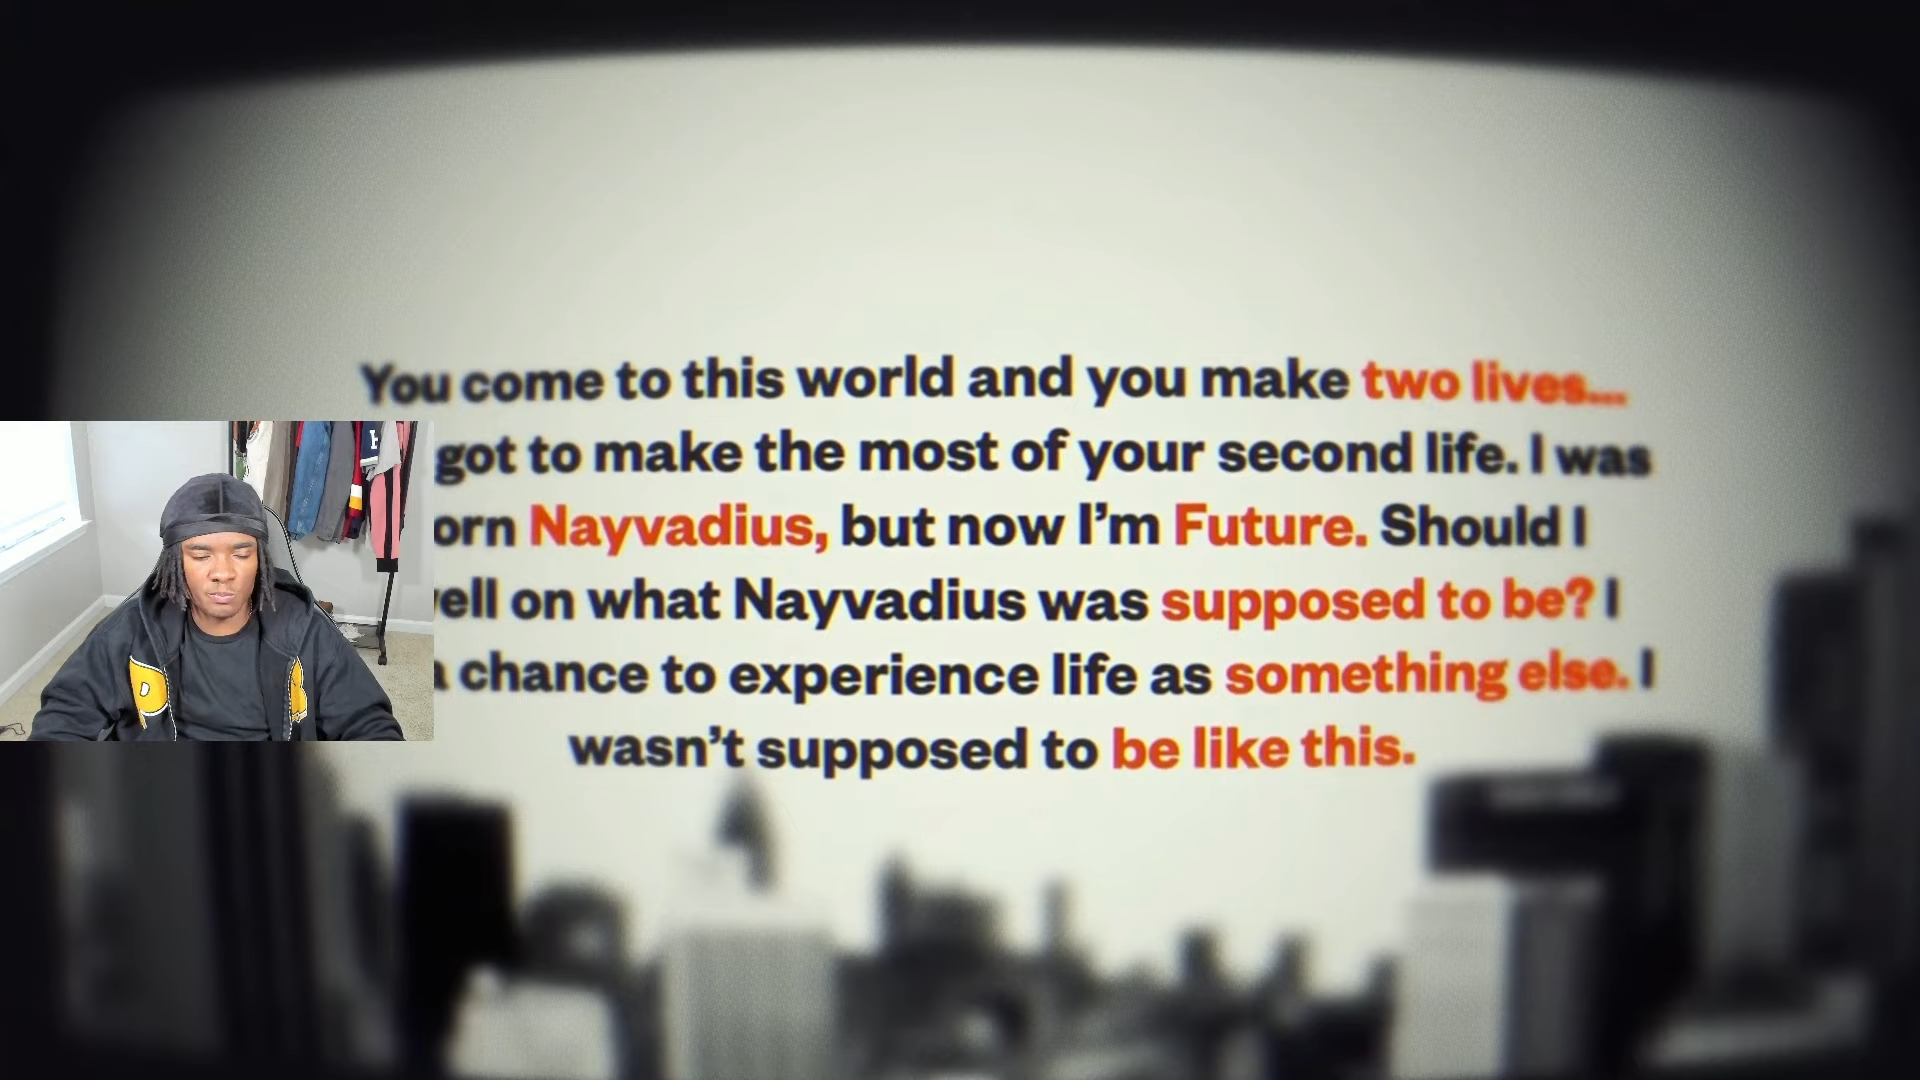 You come to this world and you make two lives...
got to make the most of your second life. I was
orn Nayvadius, but now I'm Future. Should I
ell on what Nayvadius was supposed to be? I
chance to experience life as something else. I
wasn't supposed to be like this.
P